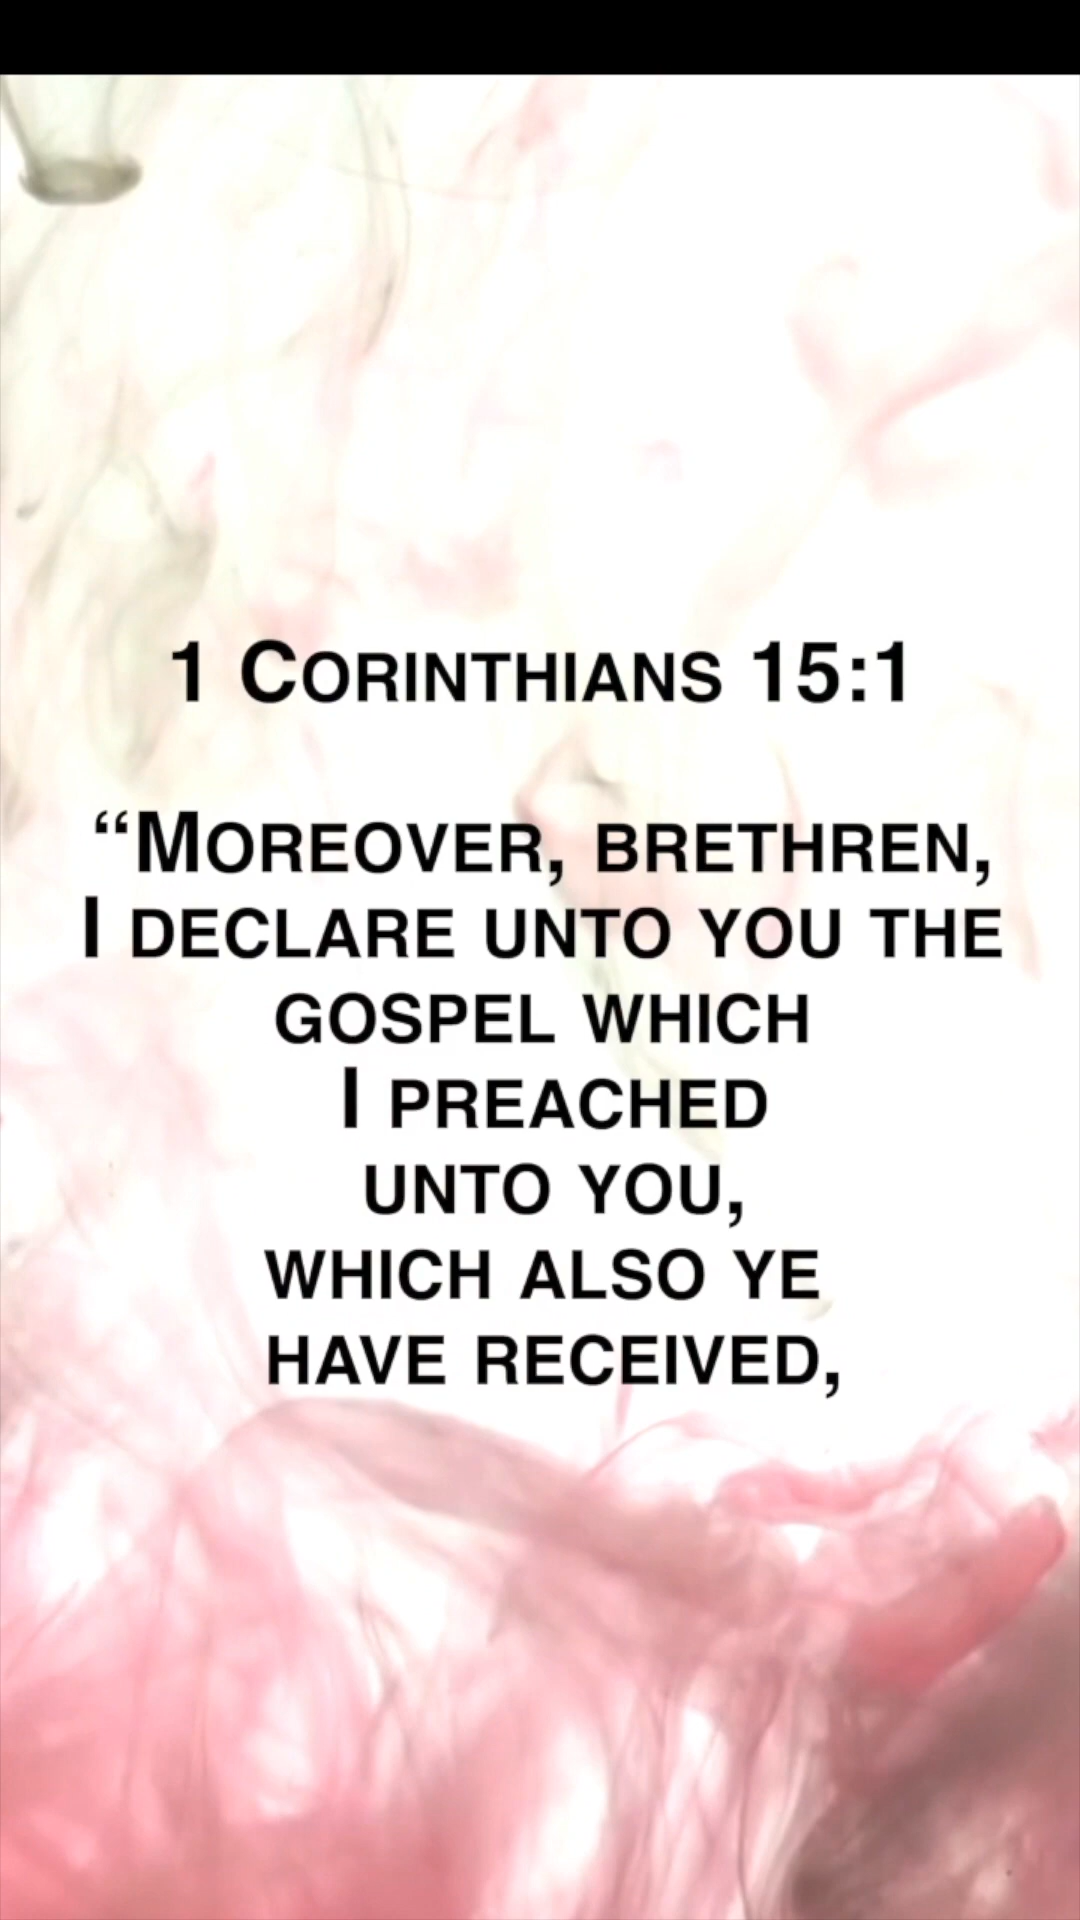 1 Corinthians 15:1
“Moreover, brethren,
I declare unto you the
gospel which
I preached
unto you,
which also ye
have received,